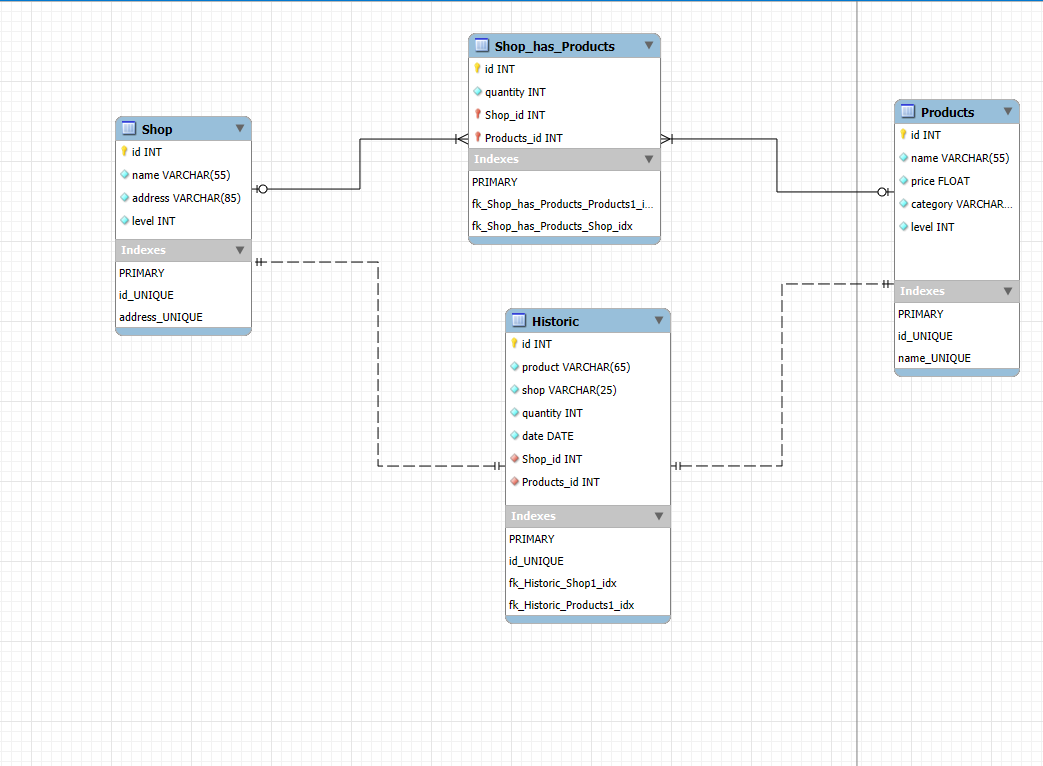 Shop_has_Products
id INT
quantity INT
Shop_id INT
Products_id INT
Indexes
PRIMARY
fk_Shop_has_Products_Products1_i...
fk_Shop_has_Products_Shop_idx
Shop
id INT
name VARCHAR(55)
address VARCHAR(85)
level INT
Indexes
PRIMARY
id_UNIQUE
address_UNIQUE
Products
id INT
name VARCHAR(55)
price FLOAT
category VARCHAR...
level INT
Indexes
PRIMARY
id_UNIQUE
name_UNIQUE
Historic
id INT
product VARCHAR(65)
shop VARCHAR(25)
quantity INT
date DATE
Shop_id INT
Products_id INT
Indexes
PRIMARY
id_UNIQUE
fk_Historic_Shop1_idx
fk_Historic_Products1_idx